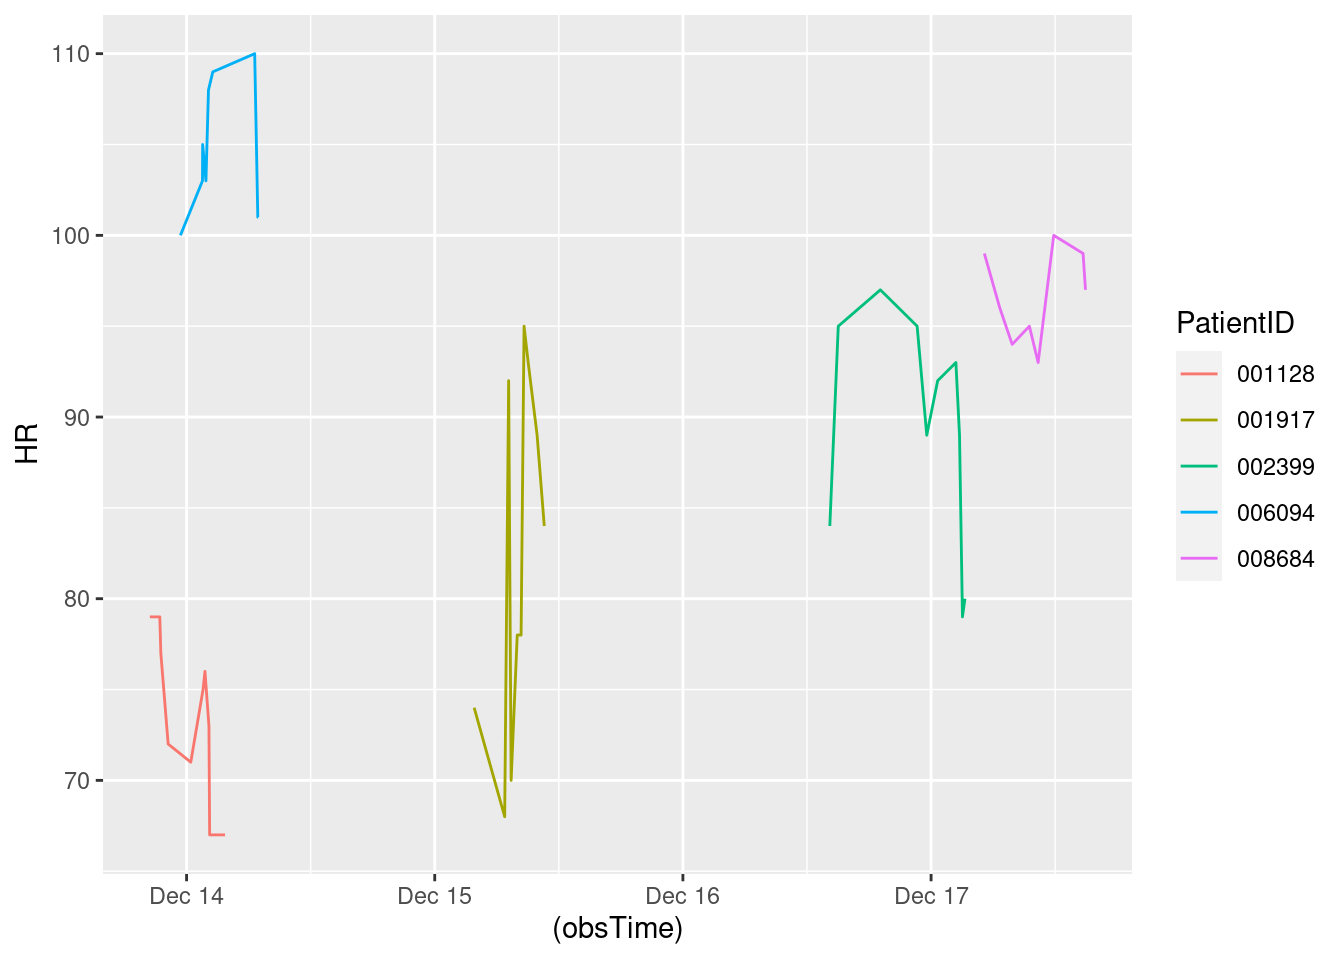 110
100
90
80
70
HR
Dec 14
Dec 15
Dec 16
Dec 17
(obsTime)
PatientID
001128
001917
002399
006094
008684